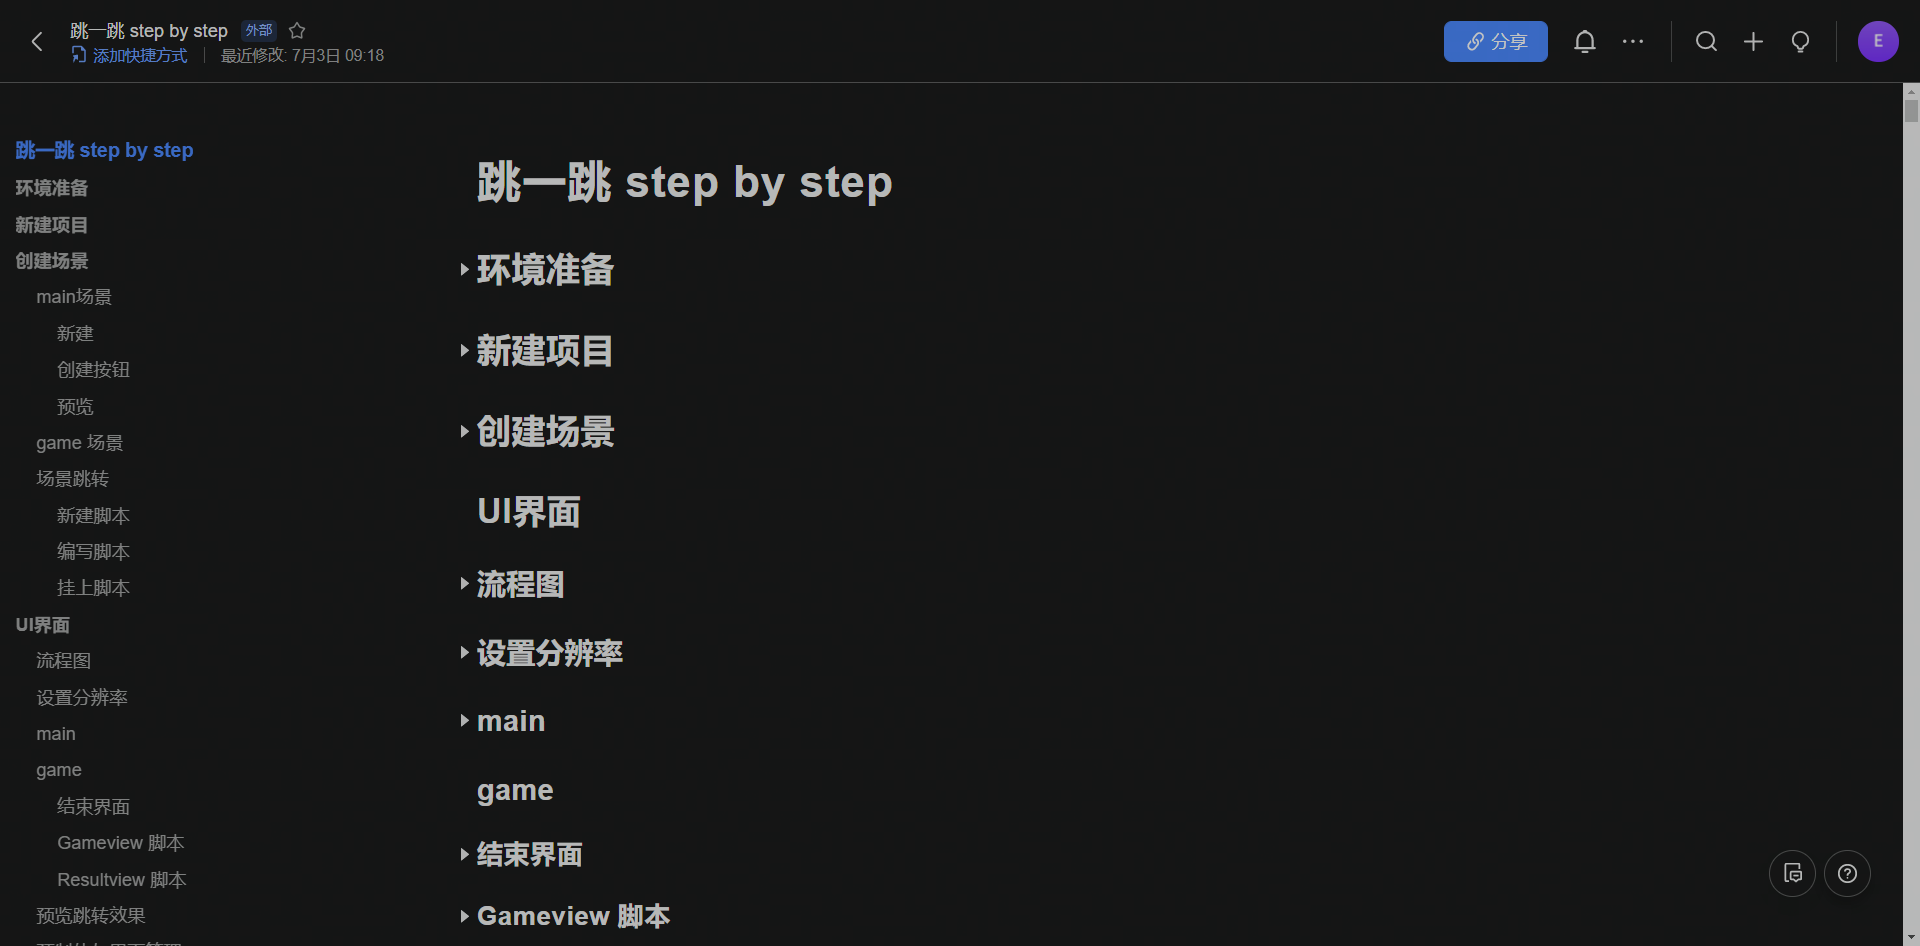 跳一跳 step by step 外部
添加快捷方式 最近修改: 7月3日 09:18
分享
E
跳一跳 step by step
环境准备
新建项目
创建场景
main场景
新建
创建按钮
预览
game 场景
场景跳转
新建脚本
编写脚本
挂上脚本
UI界面
流程图
设置分辨率
main
game
结束界面
Gameview 脚本
Resultview 脚本
预览跳转效果
跳一跳 step by step
环境准备
新建项目
创建场景
UI界面
流程图
设置分辨率
main
game
结束界面
Gameview 脚本